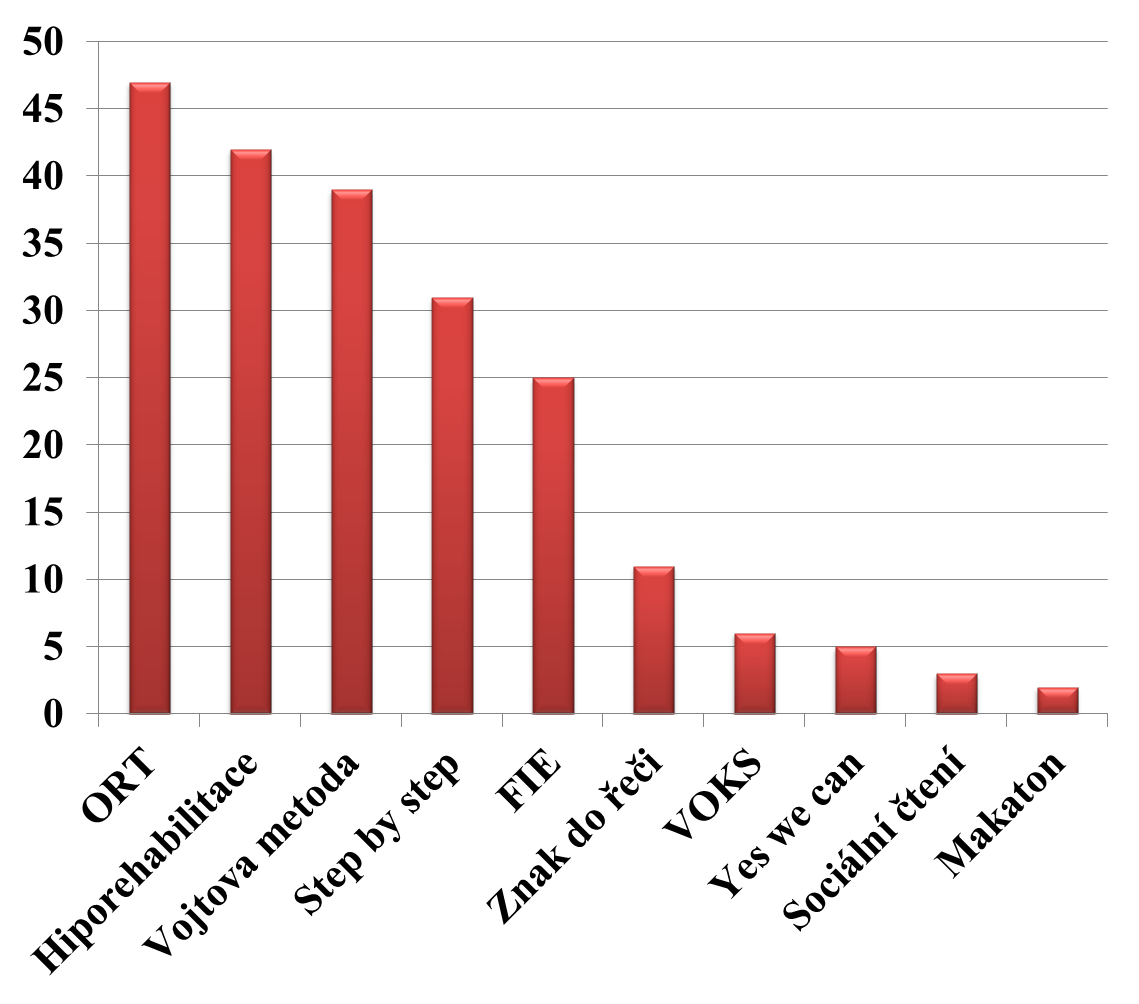 50
45
40
35
30
25
20
15
10
5
0
ORT
Hiporehabilitace
Vojtova metoda
Step by step
FIE
Znak do řeči
VOKS
Yes we can
Sociální čtení
Makaton